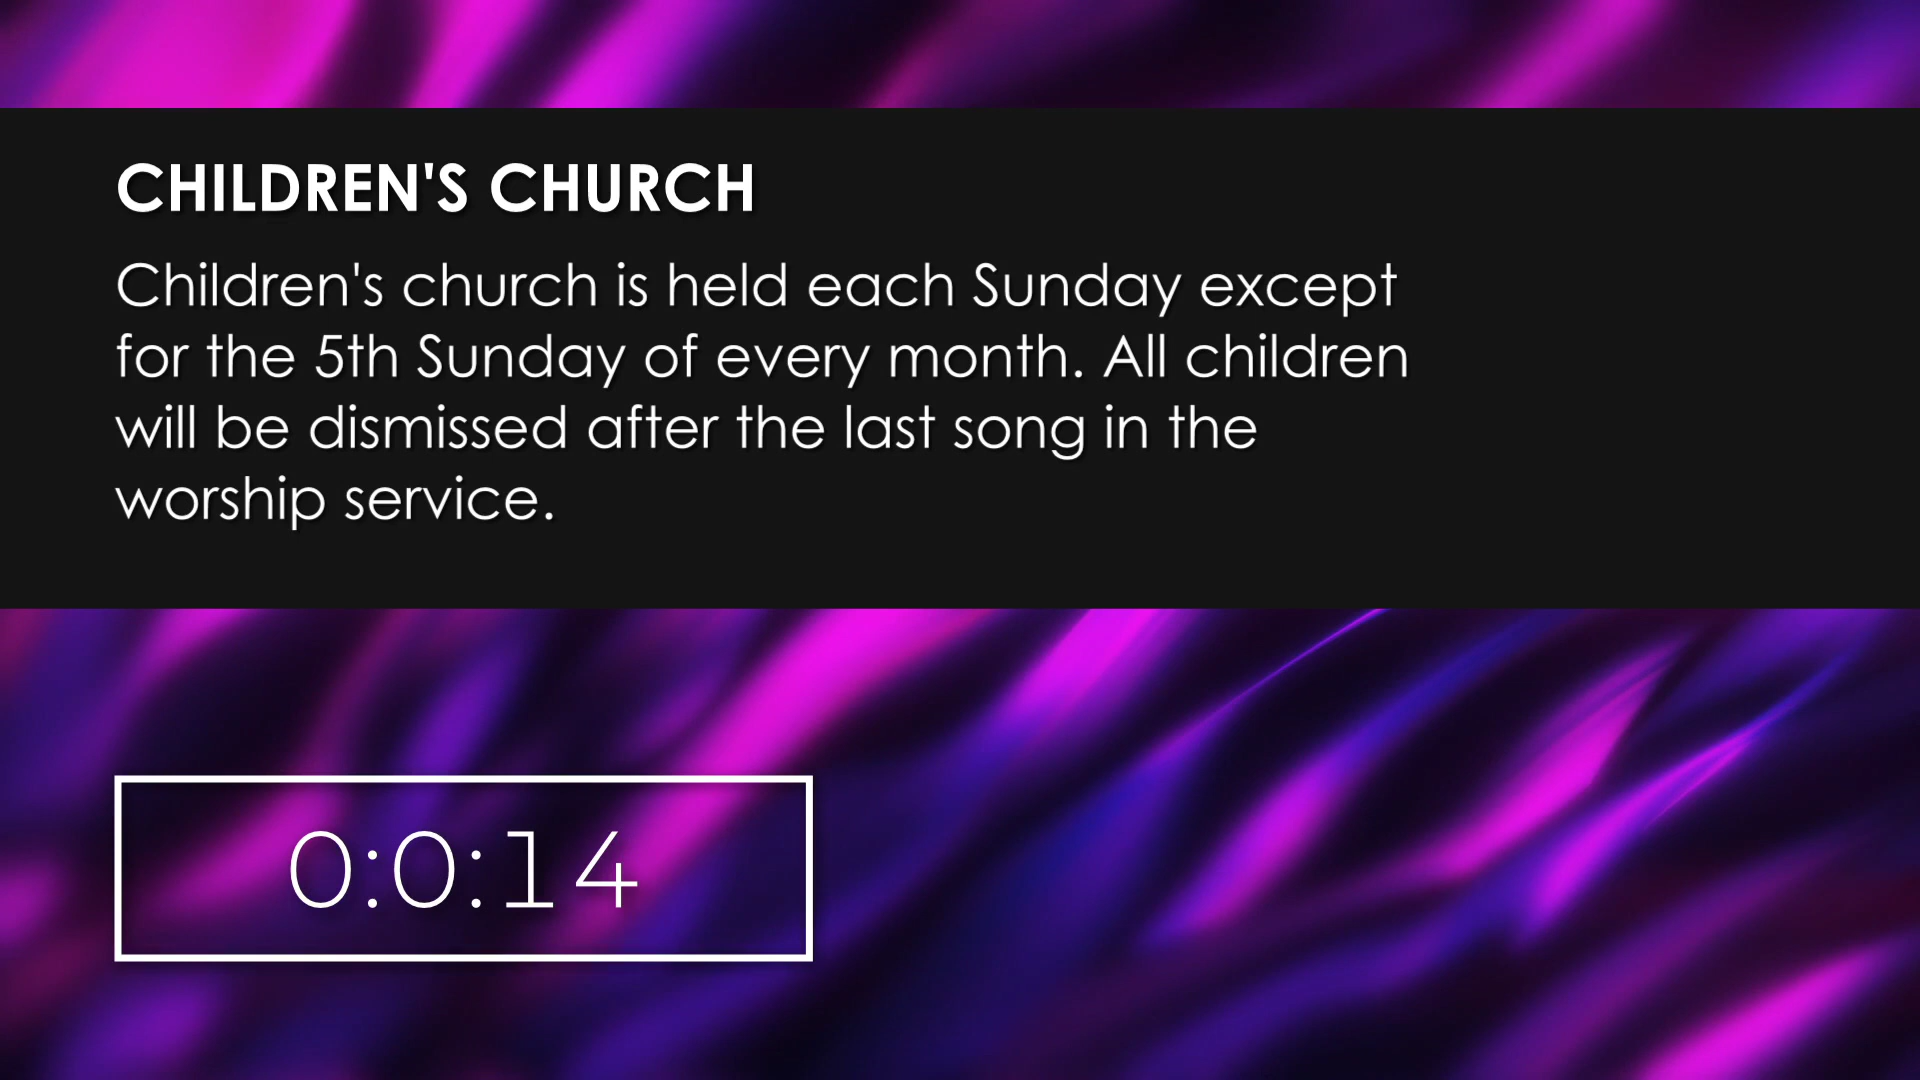 CHILDREN'S CHURCH
Children's church is held each Sunday except
for the 5th Sunday of every month. All children
will be dismissed after the last song in the
worship service.
0:0:14